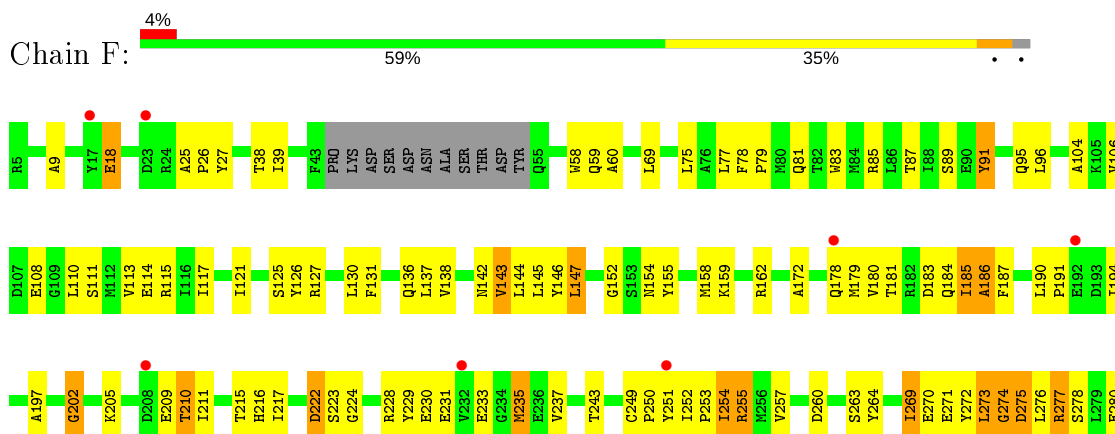 4%
Chain F:
59% 35% • •
R5 A9 Y17 E18 D23 R24 A25 P26 Y27 T38 I39 F43 PRO LYS ASP SER ASP ASN ALA SER THR ASP TYR Q55 W58 Q59 A60 L69 L75 A76 L77 F78 P79 M80 Q81 T82 W83 M84 R85 L86 T87 I88 S89 E90 Y91 Q95 L96 A104 K105
D107 E108 G109 L110 S111 M112 V113 E114 R115 I116 I117 I121 S125 Y126 R127 L130 F131 Q136 L137 V138 N142 V143 L144 L145 Y146 L147 G152 S153 N154 Y155 M158 K159 R162 A172 Q178 M179 V180 T181 R182 D183 Q184 I185 A186 F187 L190 P191 E192 D193
A197 G202 K205 D208 E209 T210 I211 T215 H216 I217 D222 S223 G224 R228 Y229 E230 E231 V232 E233 G234 M235 E236 V237 T243 C249 P250 Y251 I252 P253 I254 R255 M256 V257 D260 S263 Y264 I269 E270 E271 Y272 L273 G274 D275 L276 R277 S278 L279